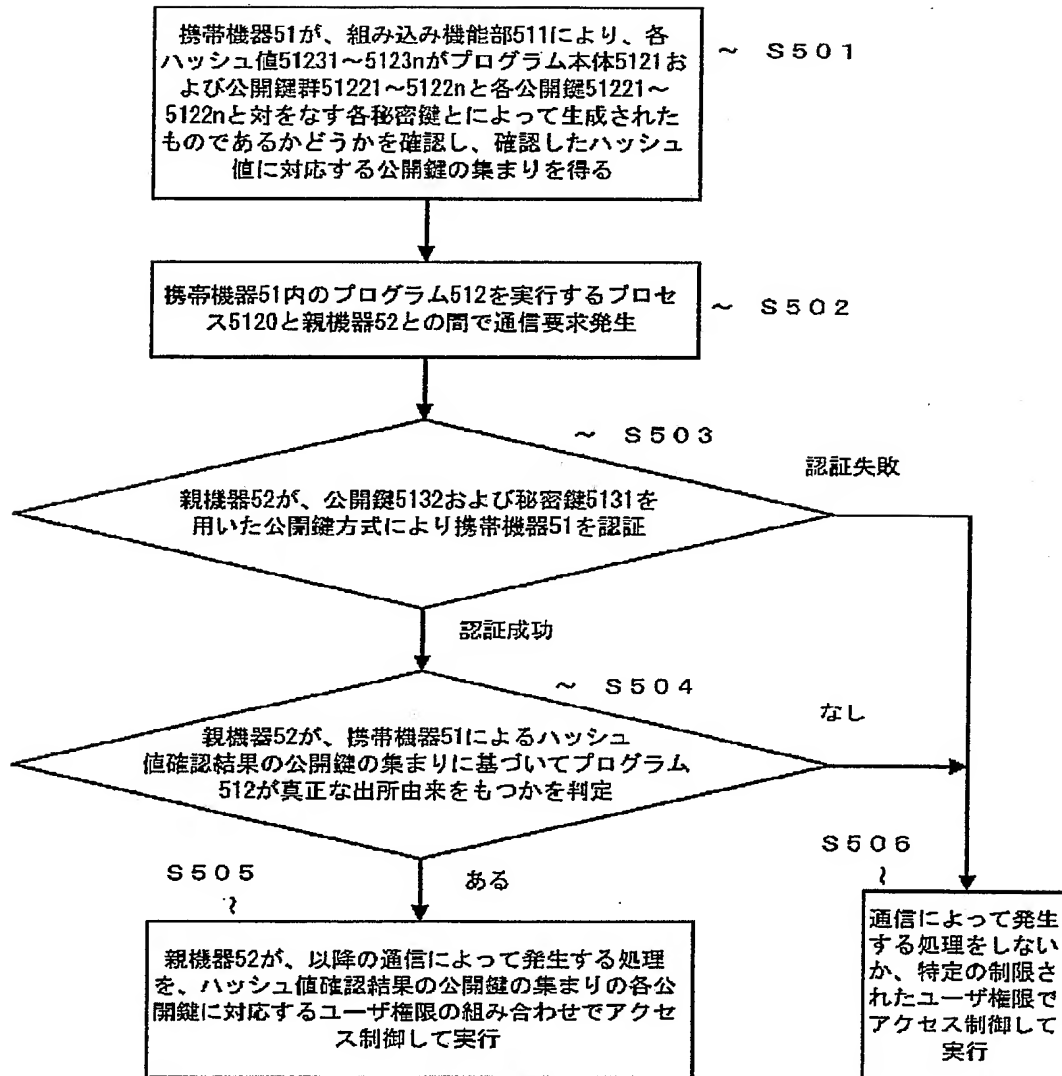 携帯機器51が、組み込み機能部511により、各
ハッシュ値51231～5123nがプログラム本体5121お
よび公開鍵群51221～5122nと各公開鍵51221～
5122nと対をなす各秘密鍵とによって生成された
ものであるかどうかを確認し、確認したハッシュ
値に対応する公開鍵の集まりを得る
～ S501
携帯機器51内のプログラム512を実行するプロセ
ス5120と親機器52との間で通信要求発生
～ S502
～ S503
認証失敗
親機器52が、公開鍵5132および秘密鍵5131を
用いた公開鍵方式により携帯機器51を認証
認証成功
～ S504
なし
親機器52が、携帯機器51によるハッシュ
値確認結果の公開鍵の集まりに基づいてプログラム
512が真正な出所由来をもつかを判定
S505
～
ある
S506
～
親機器52が、以降の通信によって発生する処理
を、ハッシュ値確認結果の公開鍵の集まりの各公
開鍵に対応するユーザ権限の組み合わせでアクセ
ス制御して実行
通信によって発生
する処理をしない
か、特定の制限さ
れたユーザ権限で
アクセス制御して
実行